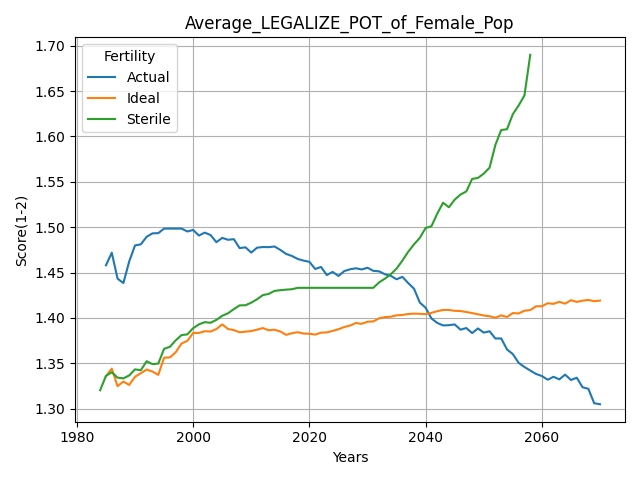 Average_LEGALIZE_POT_of_Female_Pop
Fertility
Actual
Ideal
Sterile
Score(1-2)
1.70
1.65
1.60
1.55
1.50
1.45
1.40
1.35
1.30
1980
2000
2020
2040
2060
Years